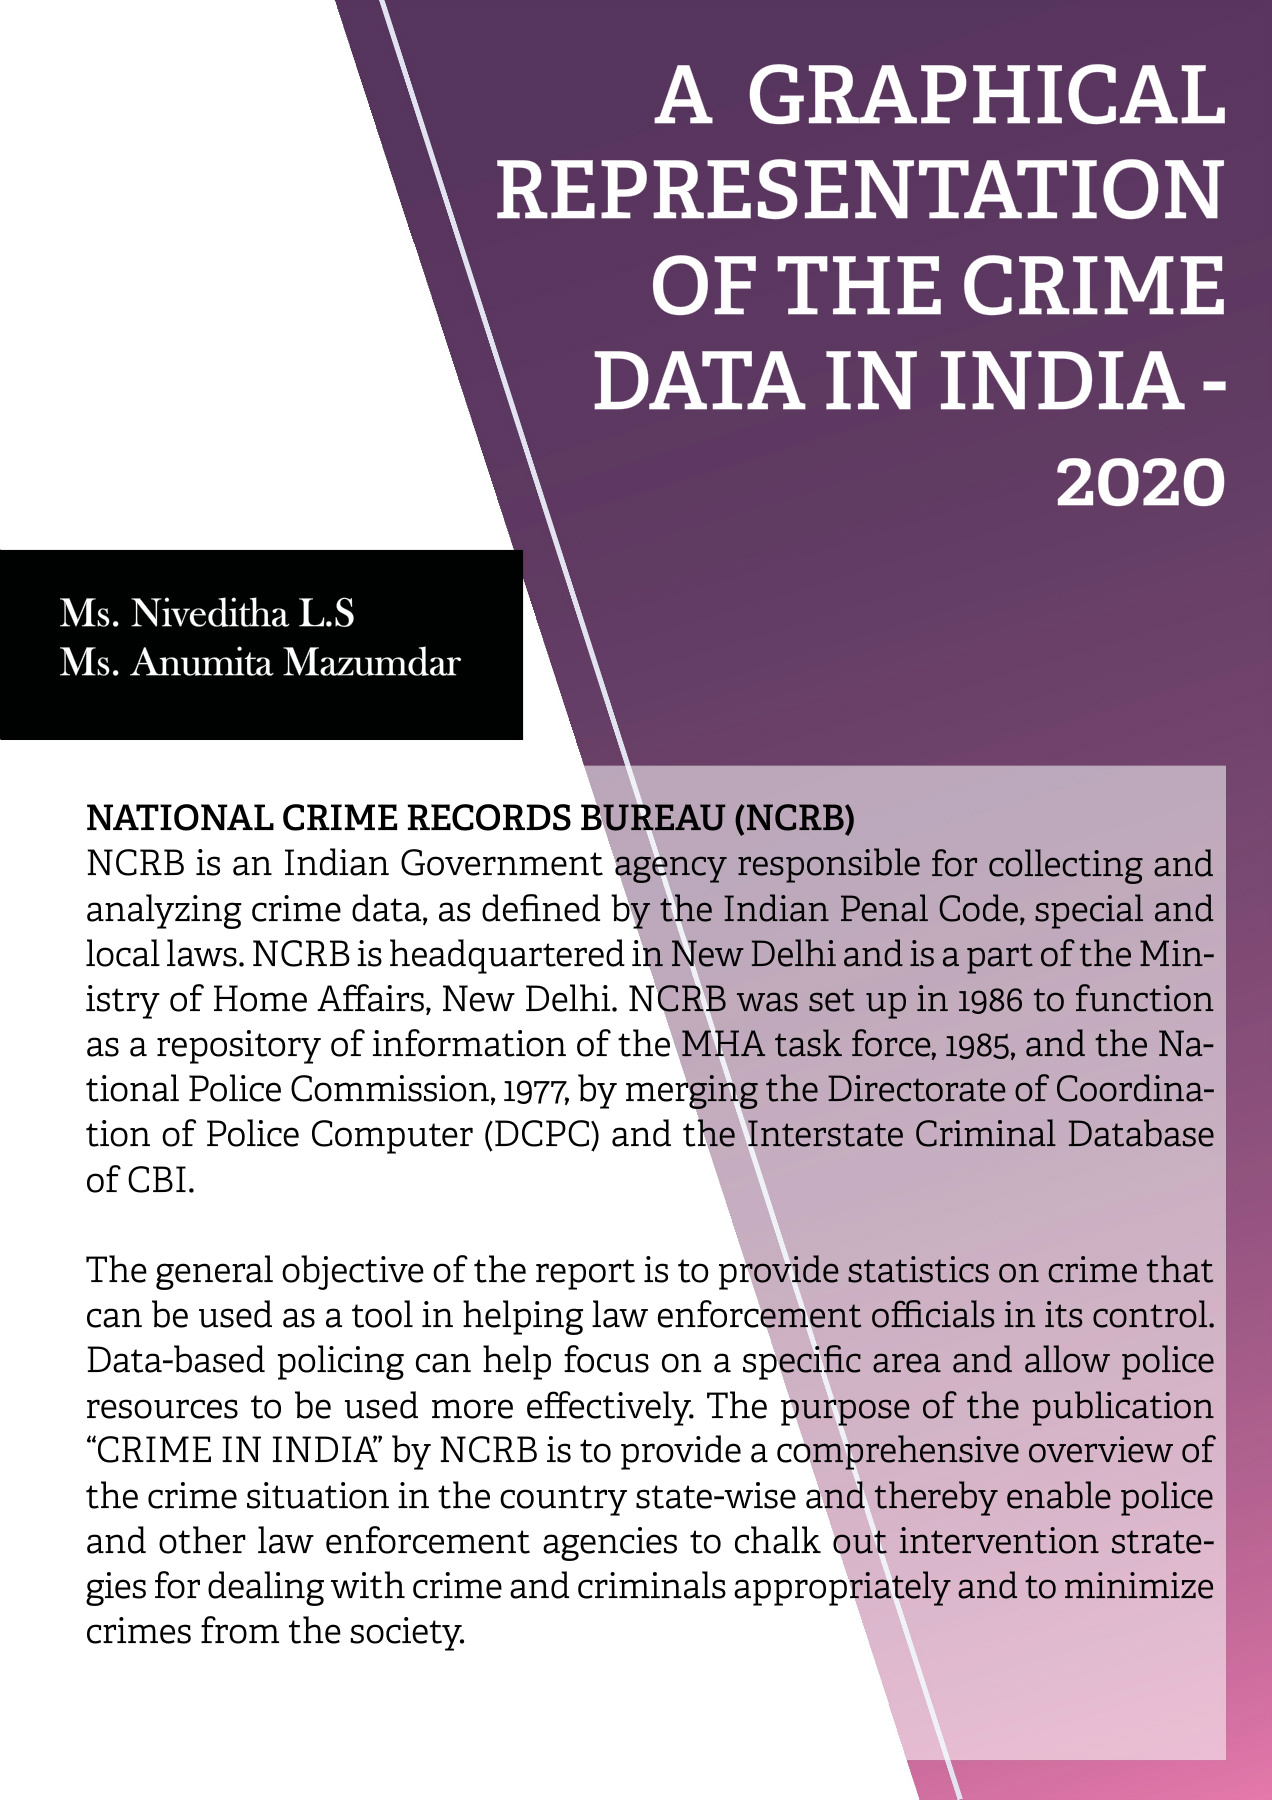 A GRAPHICAL
REPRESENTATION
OF THE CRIME
DATA IN INDIA -
2020
Ms. Niveditha L.S
Ms. Anumita Mazumdar
NATIONAL CRIME RECORDS BUREAU (NCRB)
NCRB is an Indian Government agency responsible for collecting and
analyzing crime data, as defined by the Indian Penal Code, special and
local laws. NCRB is headquartered in New Delhi and is a part of the Min-
istry of Home Affairs, New Delhi. NCRB was set up in 1986 to function
as a repository of information of the MHA task force, 1985, and the Na-
tional Police Commission, 1977, by merging the Directorate of Coordina-
tion of Police Computer (DCPC) and the Interstate Criminal Database
of CBI.
The general objective of the report is to provide statistics on crime that
can be used as a tool in helping law enforcement officials in its control.
Data-based policing can help focus on a specific area and allow police
resources to be used more effectively. The purpose of the publication
“CRIME IN INDIA” by NCRB is to provide a comprehensive overview of
the crime situation in the country state-wise and thereby enable police
and other law enforcement agencies to chalk out intervention strate-
gies for dealing with crime and criminals appropriately and to minimize
crimes from the society.